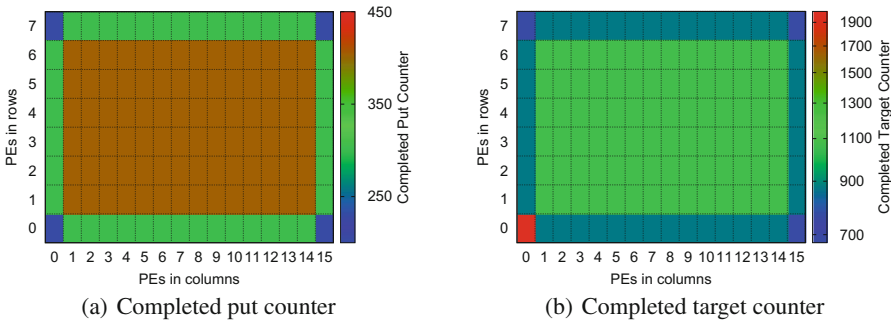 7
6
5
4
3
2
1
0
PEs in rows
0 1 2 3 4 5 6 7 8 9 10 11 12 13 14 15
PEs in columns
450
350
250
Completed Put Counter
(a) Completed put counter
7
6
5
4
3
2
1
0
PEs in rows
0 1 2 3 4 5 6 7 8 9 10 11 12 13 14 15
PEs in columns
1900
1700
1500
1300
1100
900
700
Completed Target Counter
(b) Completed target counter